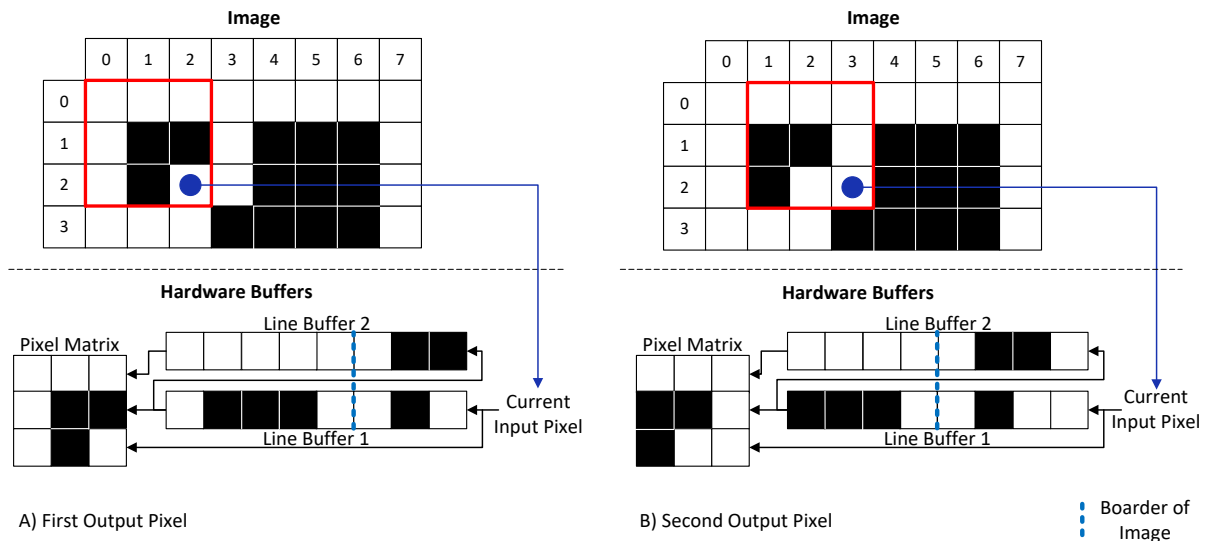 Image
0 1 2 3 4 5 6 7
0
1
2
3
Hardware Buffers
Line Buffer 2
Pixel Matrix
Current
Input Pixel
Line Buffer 1
A) First Output Pixel
Image
0 1 2 3 4 5 6 7
0
1
2
3
Hardware Buffers
Line Buffer 2
Pixel Matrix
Current
Input Pixel
Line Buffer 1
B) Second Output Pixel
Boarder of
Image